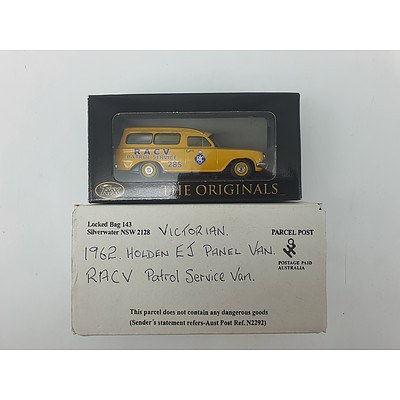 RACV
PATROL SERVICE
285
THE ORIGINALS
Locked Bag 143
Silverwater NSW 2128
VICTORIAN.
PARCEL POST
1962. HOLDEN EJ PANEL VAN.
POSTAGE PAID
AUSTRALIA
RACV Patrol Service Van.
This parcel does not contain any dangerous goods
(Sender's statement refers-Aust Post Ref. N2292)